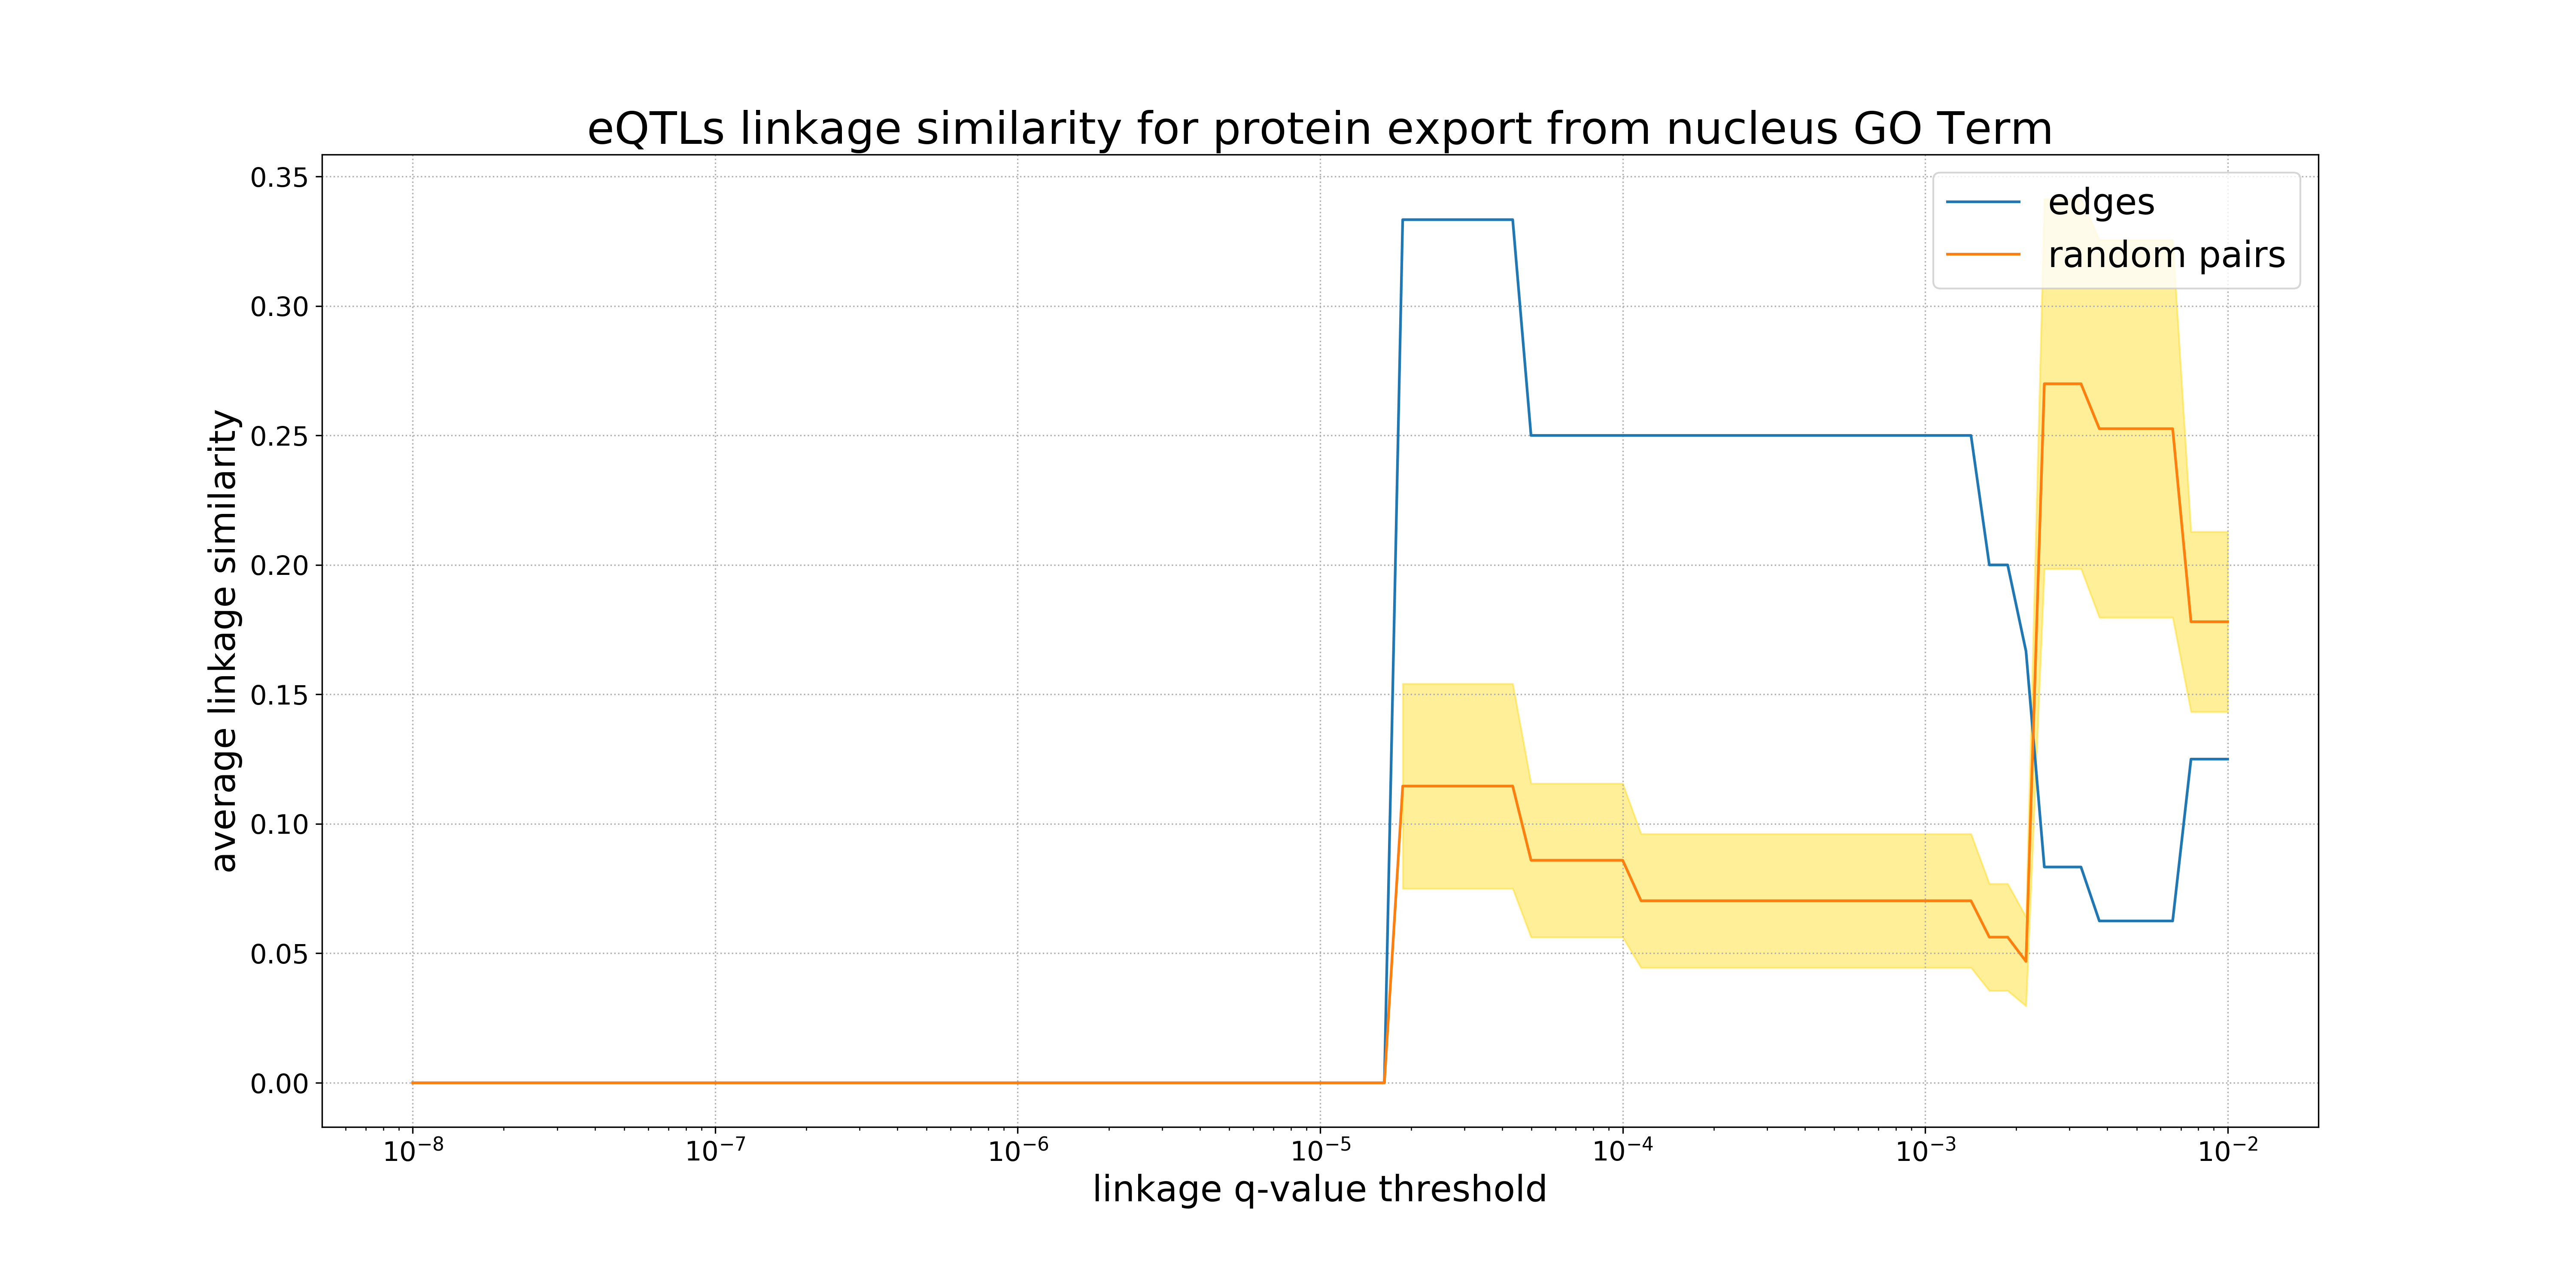 eQTLs linkage similarity for protein export from nucleus GO Term
edges
random pairs
average linkage similarity
0.35
0.30
0.25
0.20
0.15
0.10
0.05
0.00
10⁻⁸ 10⁻⁷ 10⁻⁶ 10⁻⁵ 10⁻⁴ 10⁻³ 10⁻²
linkage q-value threshold